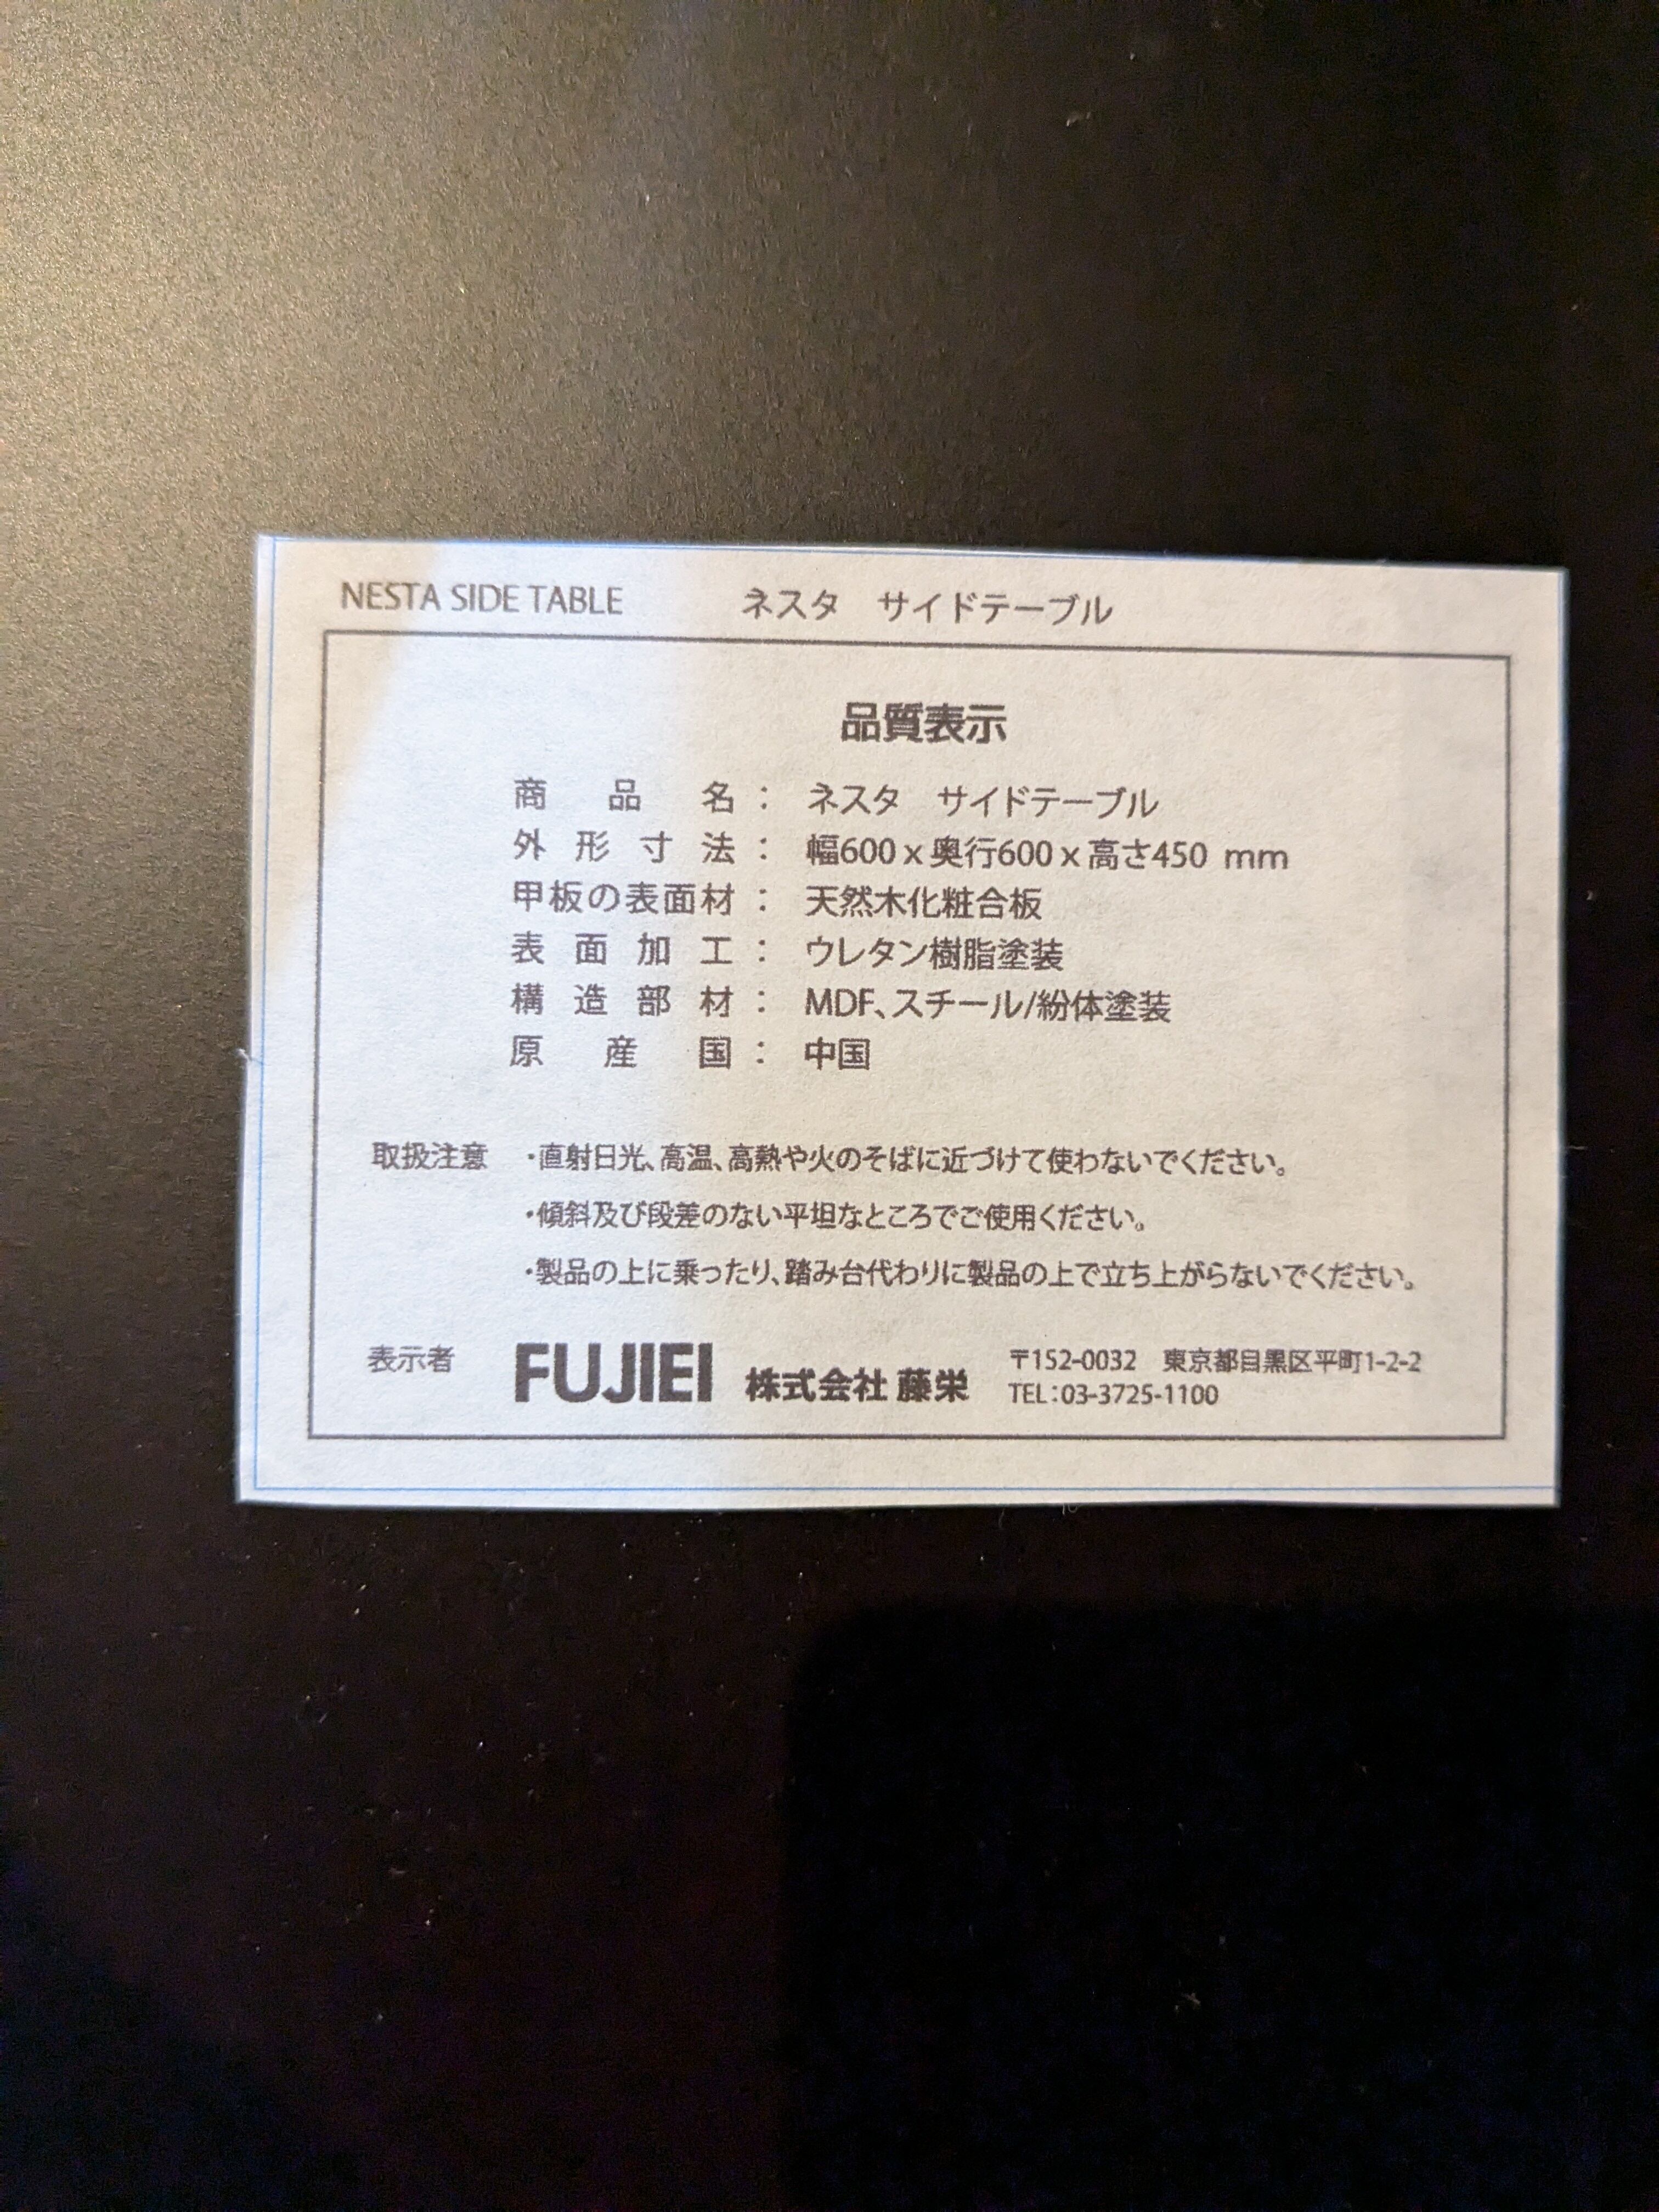 NESTA SIDE TABLE ネスタ サイドテーブル
品質表示
商品名： ネスタ サイドテーブル
外形寸法： 幅600 x 奥行600 x 高さ450 mm
甲板の表面材： 天然木化粧合板
表面加工： ウレタン樹脂塗装
構造部材： MDF、スチール/紛体塗装
原産国： 中国
取扱注意 ・直射日光、高温、高熱や火のそばに近づけて使わないでください。
・傾斜及び段差のない平坦なところでご使用ください。
・製品の上に乗ったり、踏み台代わりに製品の上で立ち上がらないでください。
表示者 FUJIEI 株式会社 藤栄 〒152-0032 東京都目黒区平町1-2-2
TEL：03-3725-1100